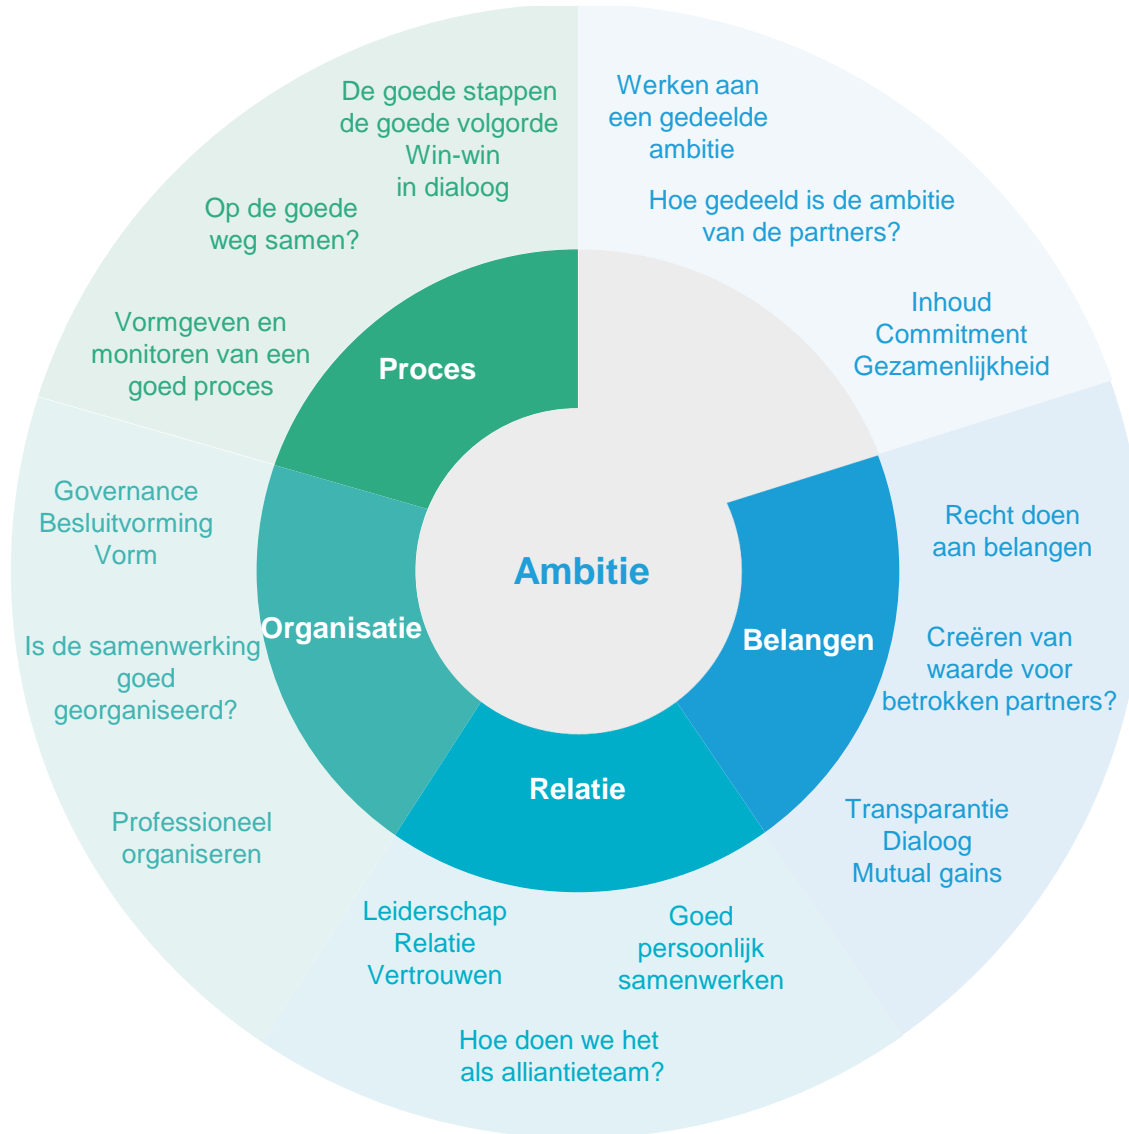 De goede stappen
de goede volgorde
Win-win
in dialoog
Op de goede
weg samen?
Vormgeven en
monitoren van een
goed proces
Proces
Werken aan
een gedeelde
ambitie
Hoe gedeeld is de ambitie
van de partners?
Inhoud
Commitment
Gezamenlijkheid
Ambitie
Recht doen
aan belangen
Creëren van
waarde voor
betrokken partners?
Transparantie
Dialoog
Mutual gains
Belangen
Relatie
Goed
persoonlijk
samenwerken
Hoe doen we het
als alliantieteam?
Leiderschap
Relatie
Vertrouwen
Organisatie
Governance
Besluitvorming
Vorm
Is de samenwerking
goed
georganiseerd?
Professioneel
organiseren